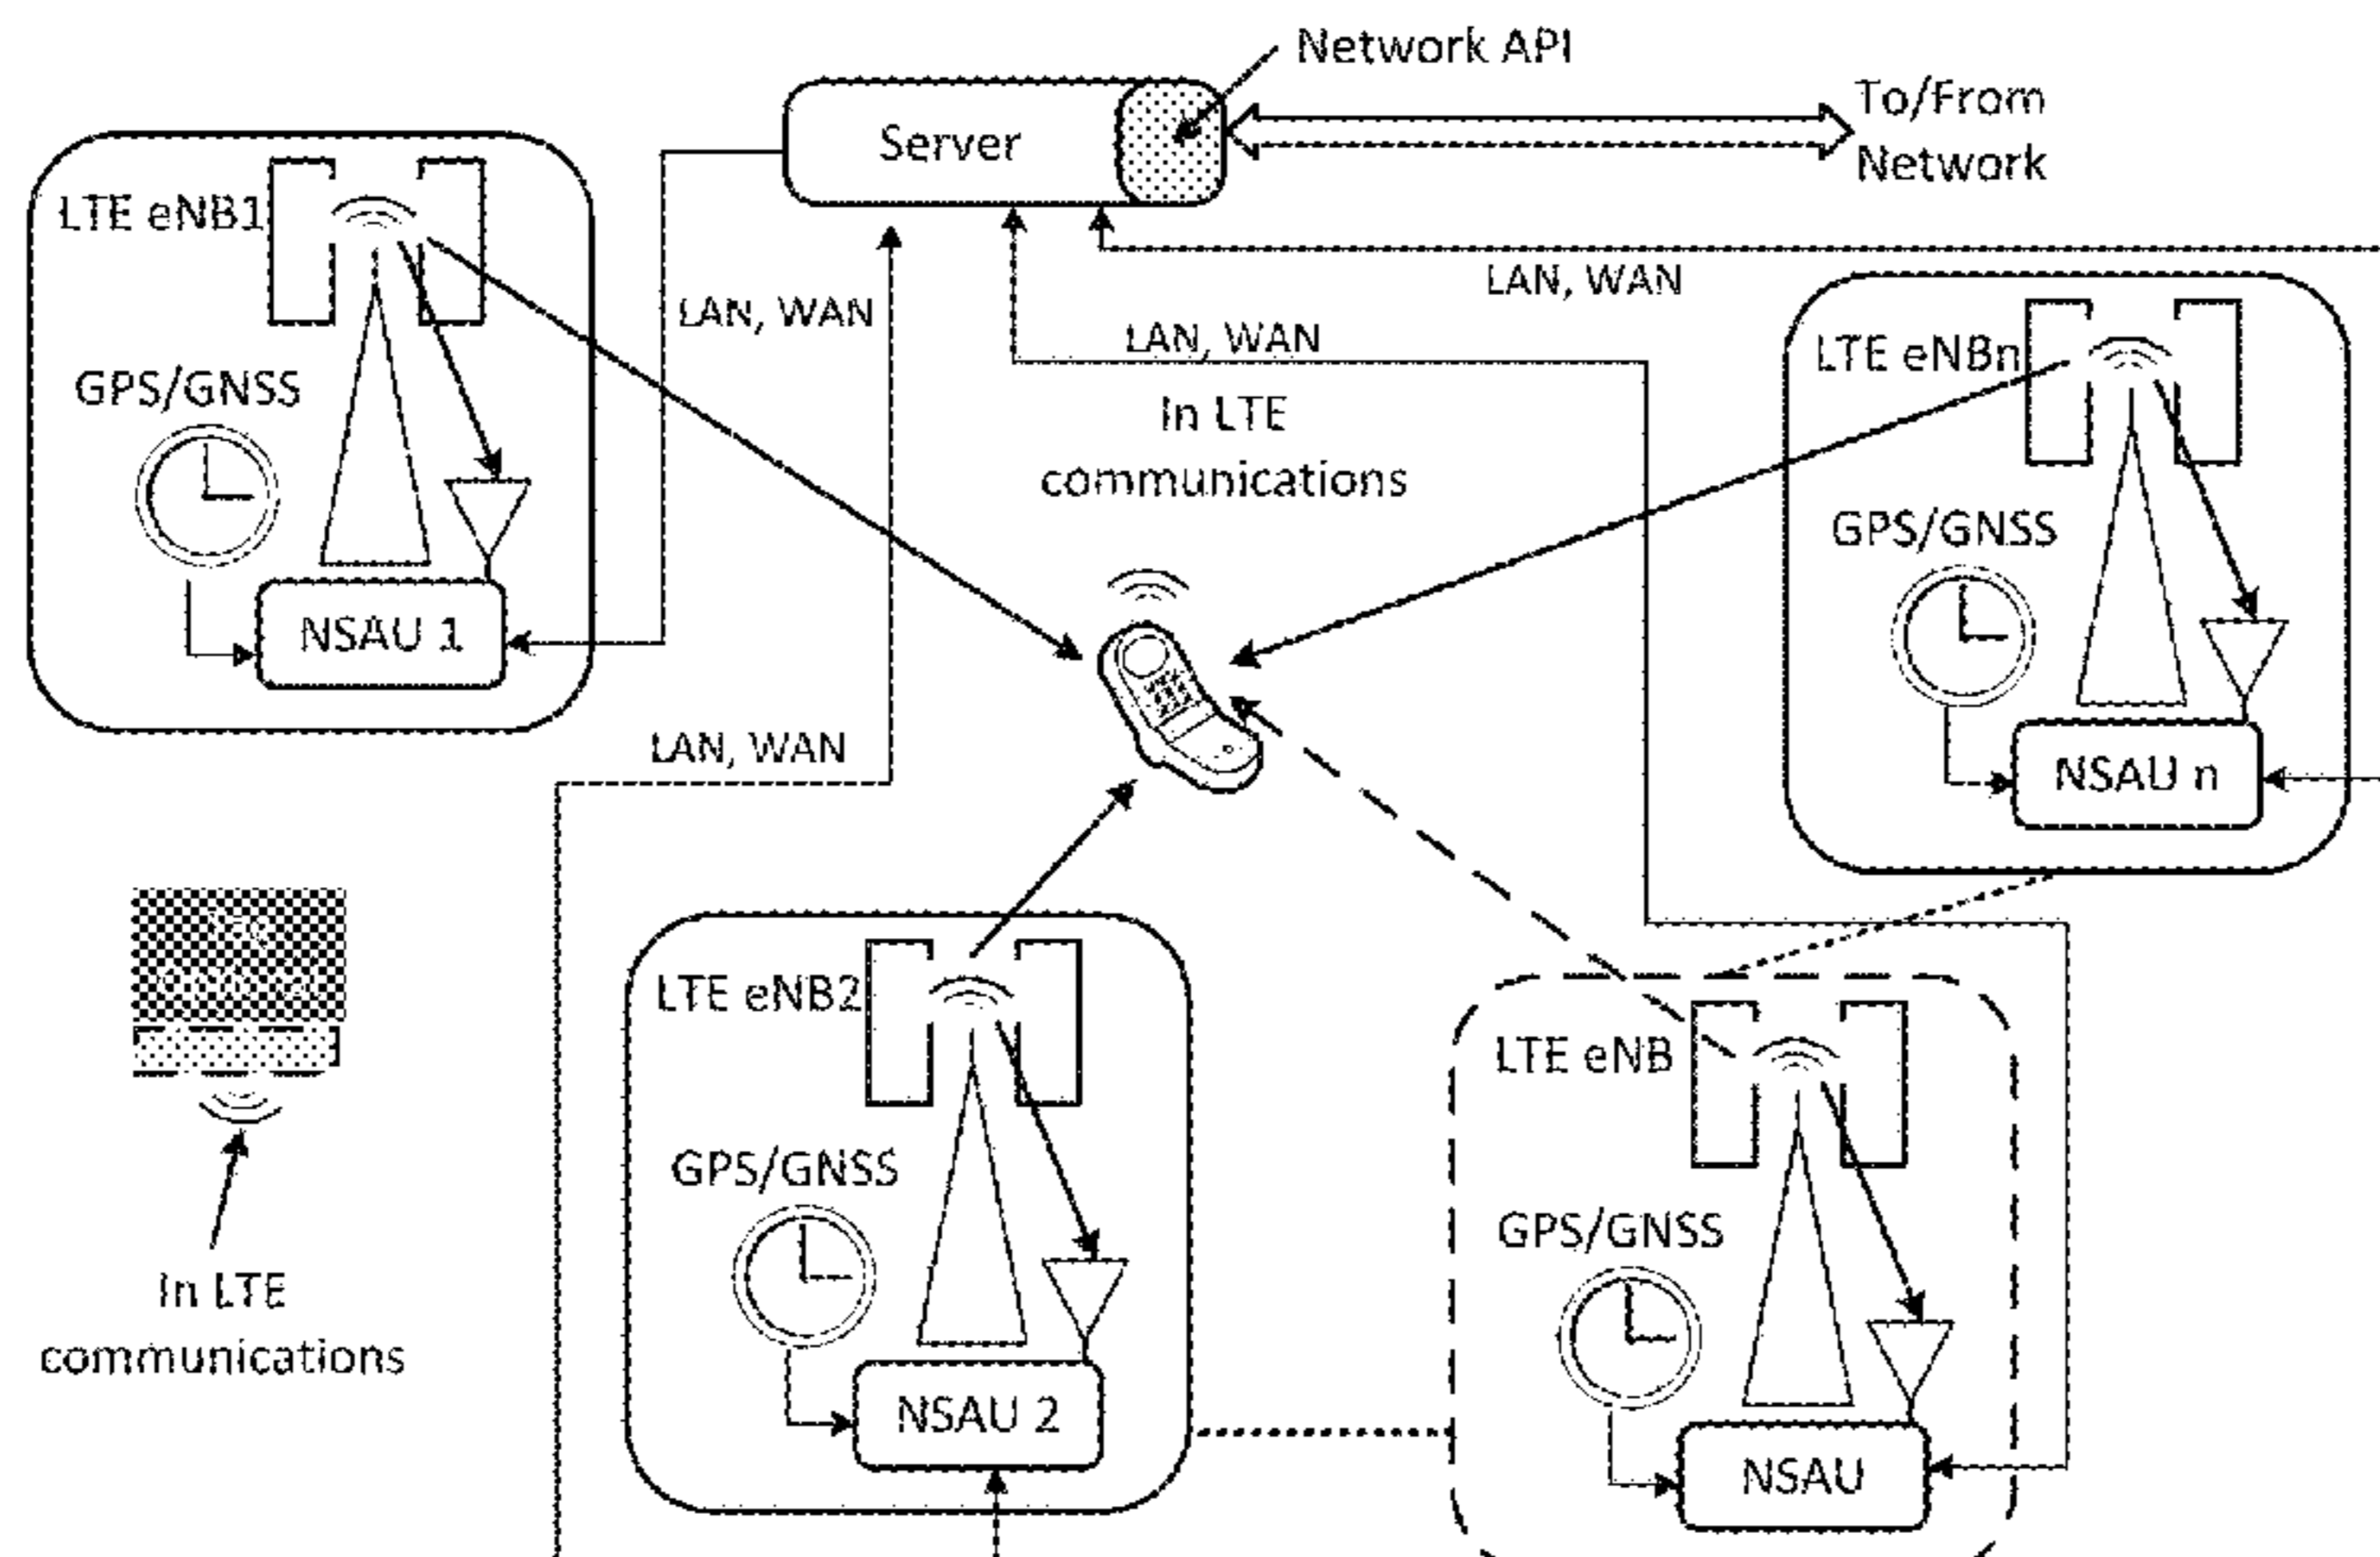 Network API
Server
To/From
Network
LTE eNB1
GPS/GNSS
NSAU 1
LAN, WAN
LAN, WAN
LAN, WAN
LAN, WAN
In LTE
communications
LTE eNBn
GPS/GNSS
NSAU n
LTE eNB2
GPS/GNSS
NSAU 2
LTE eNB
GPS/GNSS
NSAU
In LTE
communications